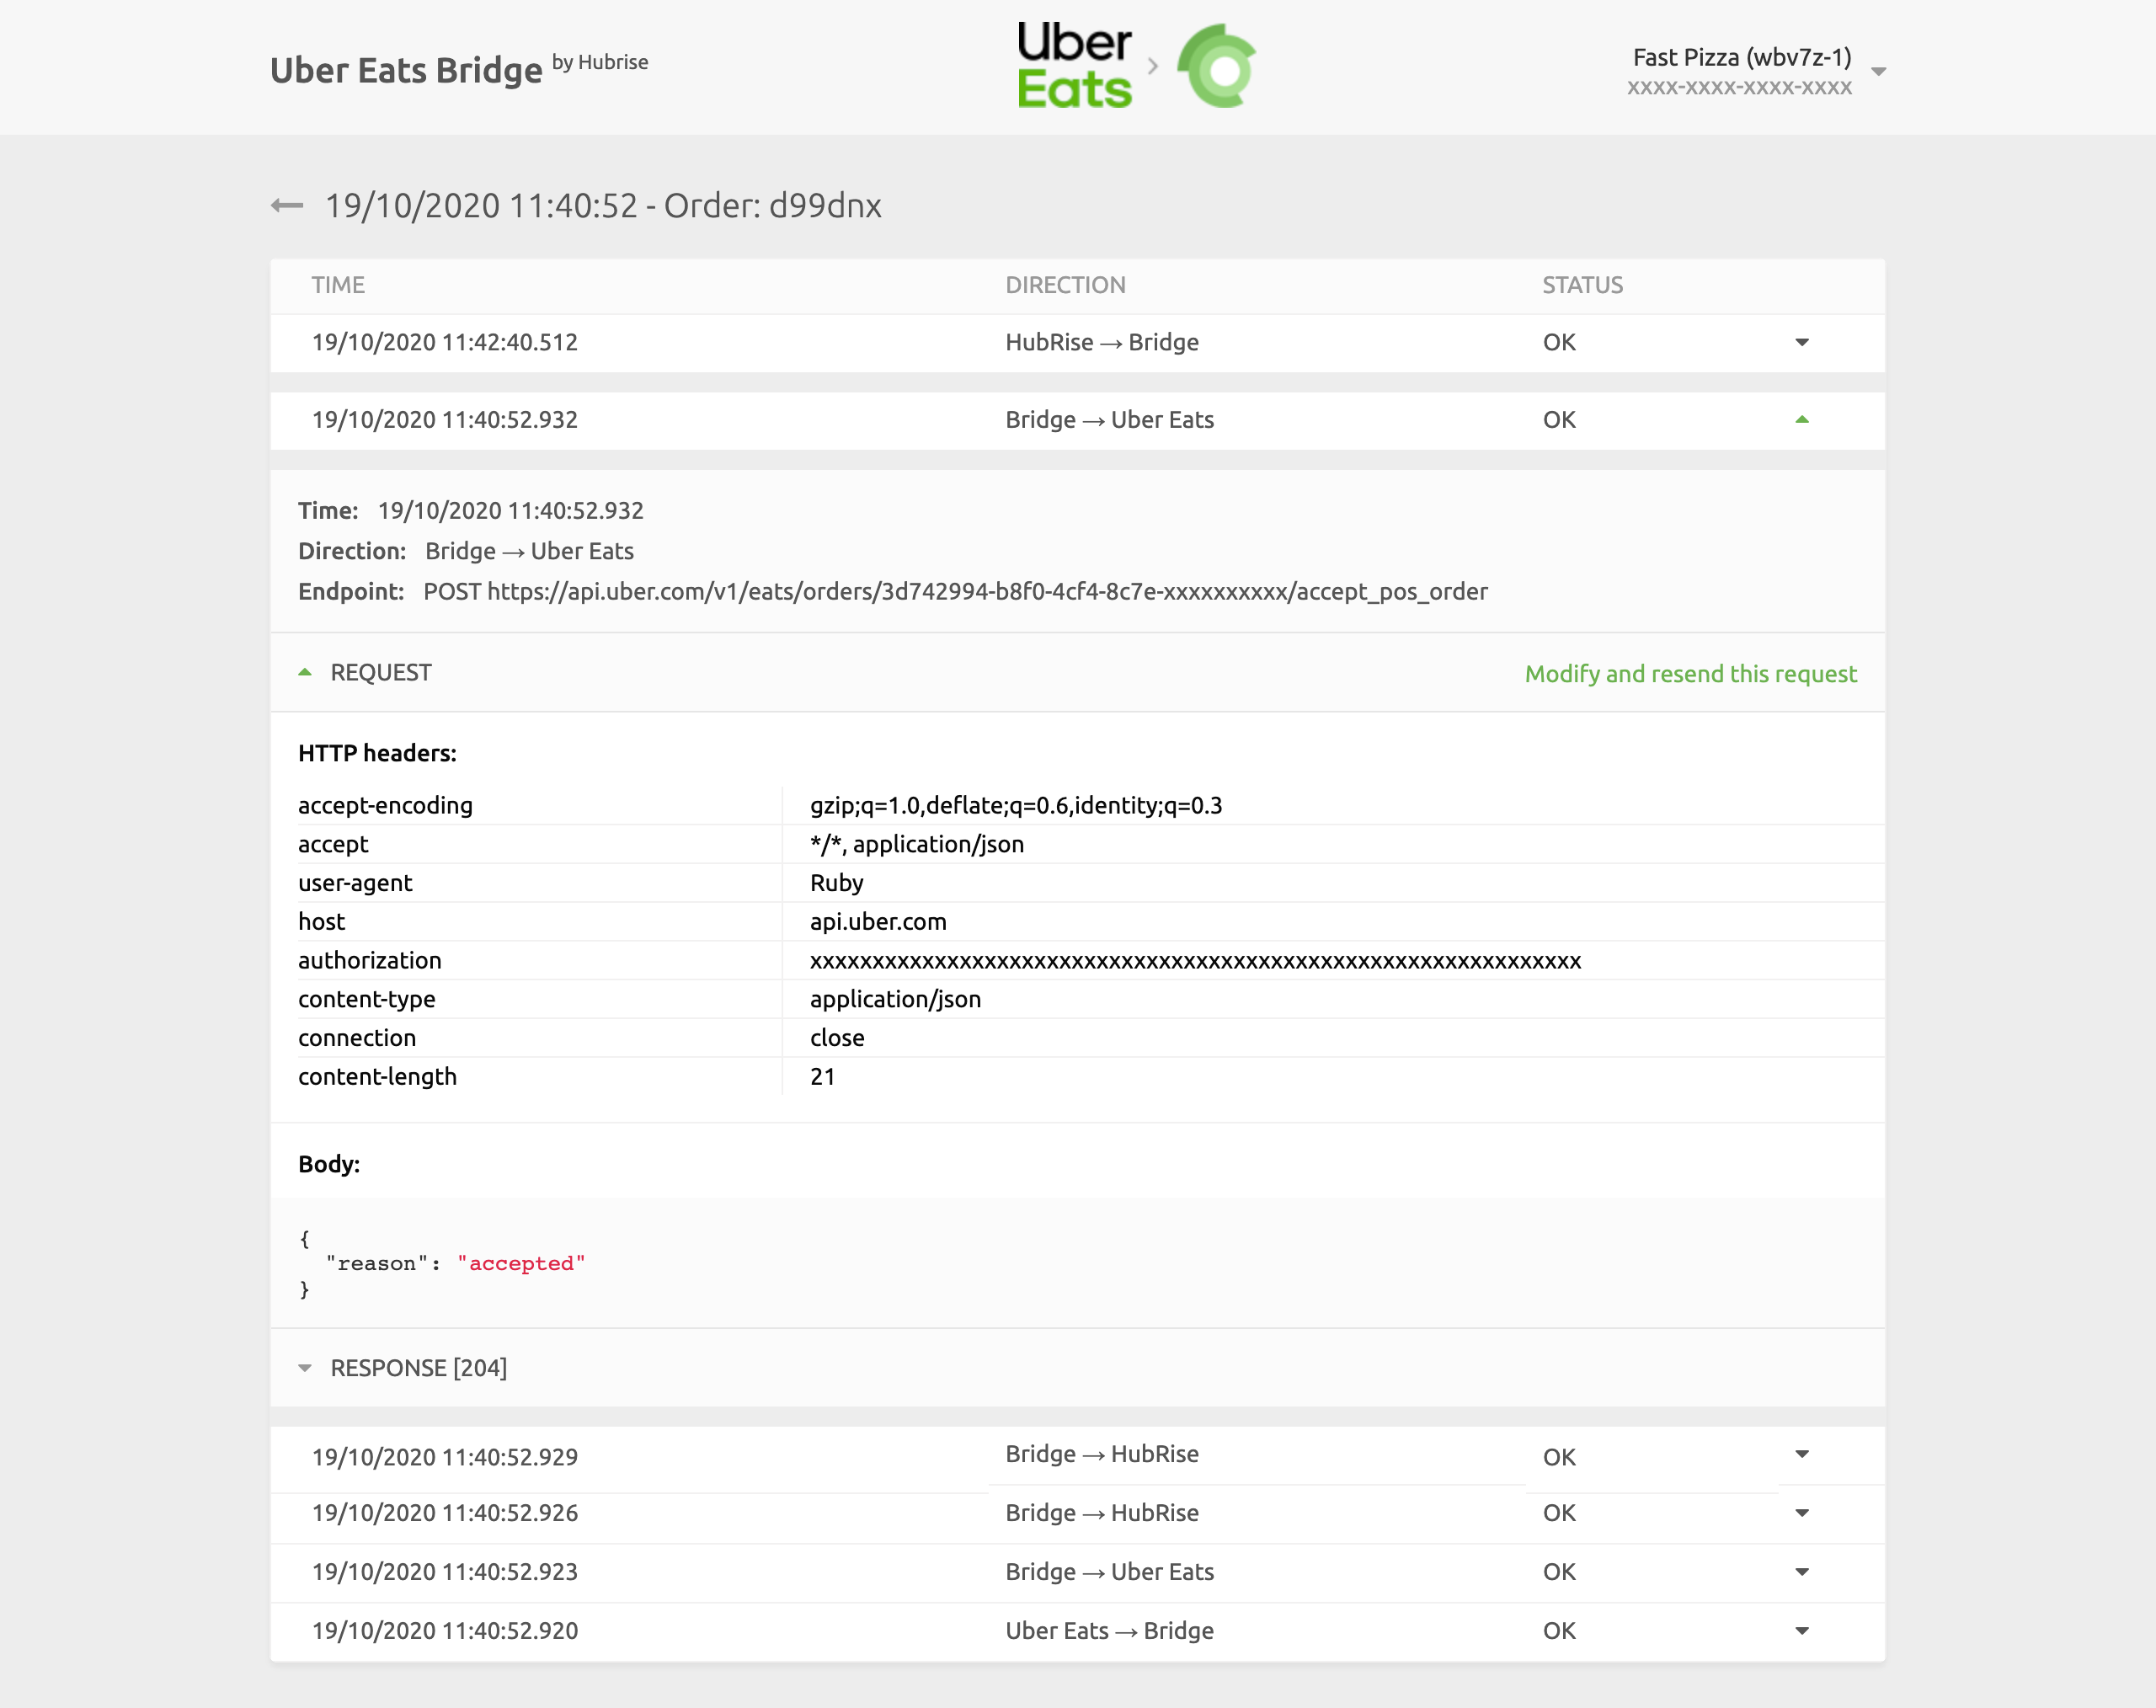 Uber Eats Bridge by Hubrise
Uber
Eats
Fast Pizza (wbv7z-1)
xxxx-xxxx-xxxx-xxxx
19/10/2020 11:40:52 - Order: d99dnx
TIME DIRECTION STATUS
19/10/2020 11:42:40.512 HubRise → Bridge OK
19/10/2020 11:40:52.932 Bridge → Uber Eats OK
Time: 19/10/2020 11:40:52.932
Direction: Bridge → Uber Eats
Endpoint: POST https://api.uber.com/v1/eats/orders/3d742994-b8f0-4cf4-8c7e-xxxxxxxxxx/accept_pos_order
REQUEST Modify and resend this request
HTTP headers:
accept-encoding gzip;q=1.0,deflate;q=0.6,identity;q=0.3
accept */*, application/json
user-agent Ruby
host api.uber.com
authorization xxxxxxxxxxxxxxxxxxxxxxxxxxxxxxxxxxxxxxxxxxxxxxxxxxxxxxxxxxxxxx
content-type application/json
connection close
content-length 21
Body:
{
"reason": "accepted"
}
RESPONSE [204]
19/10/2020 11:40:52.929 Bridge → HubRise OK
19/10/2020 11:40:52.926 Bridge → HubRise OK
19/10/2020 11:40:52.923 Bridge → Uber Eats OK
19/10/2020 11:40:52.920 Uber Eats → Bridge OK